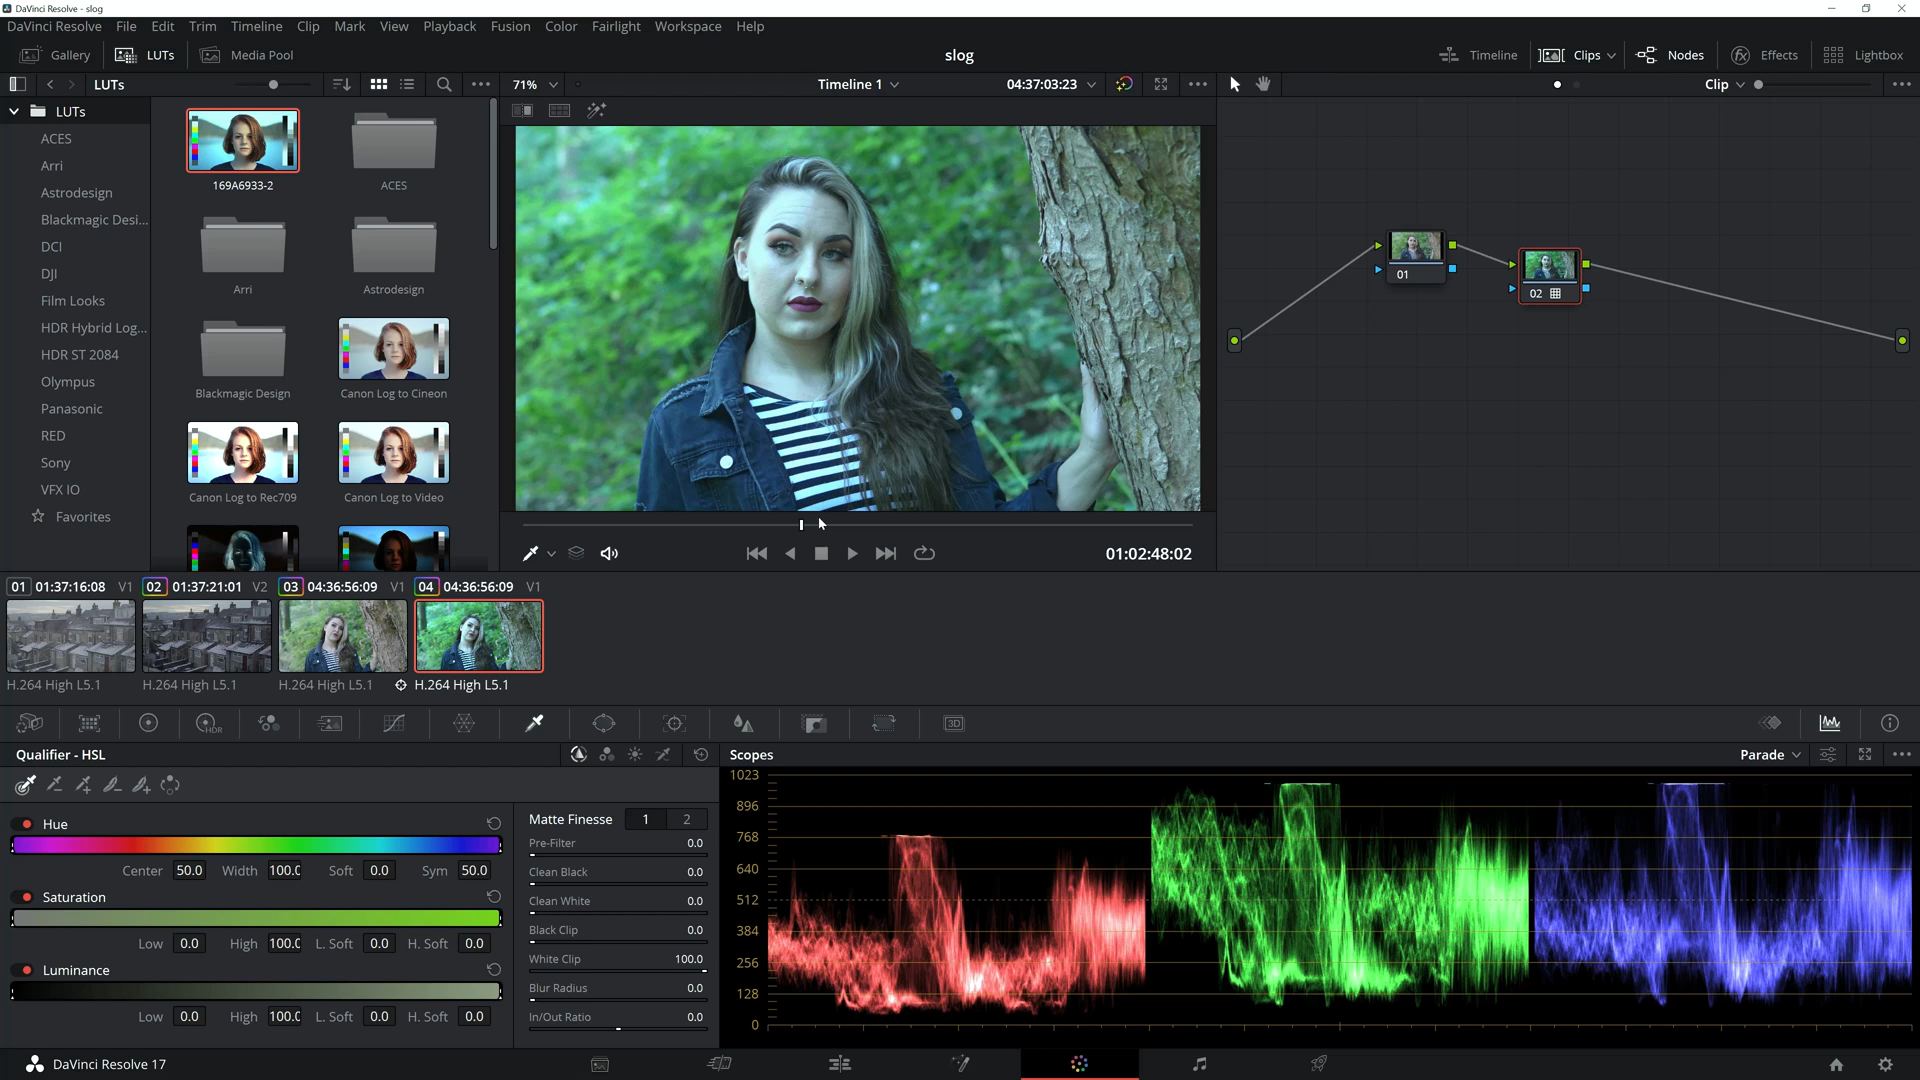 DaVinci Resolve - slog
DaVinci Resolve File Edit Trim Timeline Clip Mark View Playback Fusion Color Fairlight Workspace Help
Gallery LUTs Media Pool slog Timeline Clips Nodes Effects Lightbox
LUTs 71% Timeline 1 04:37:03:23 Clip
LUTs
ACES
Arri
Astrodesign
Blackmagic Desi...
DCI
DJI
Film Looks
HDR Hybrid Log...
HDR ST 2084
Olympus
Panasonic
RED
Sony
VFX IO
Favorites
169A6933-2 ACES
Arri Astrodesign
Blackmagic Design Canon Log to Cineon
Canon Log to Rec709 Canon Log to Video
01
02
01:02:48:02
01 01:37:16:08 V1 02 01:37:21:01 V2 03 04:36:56:09 V1 04 04:36:56:09 V1
H.264 High L5.1 H.264 High L5.1 H.264 High L5.1 H.264 High L5.1
HDR 3D
Qualifier - HSL
Hue
Center 50.0 Width 100.0 Soft 0.0 Sym 50.0
Saturation
Low 0.0 High 100.0 L. Soft 0.0 H. Soft 0.0
Luminance
Low 0.0 High 100.0 L. Soft 0.0 H. Soft 0.0
Matte Finesse 1 2
Pre-Filter 0.0
Clean Black 0.0
Clean White 0.0
Black Clip 0.0
White Clip 100.0
Blur Radius 0.0
In/Out Ratio 0.0
Scopes Parade
1023
896
768
640
512
384
256
128
0
DaVinci Resolve 17